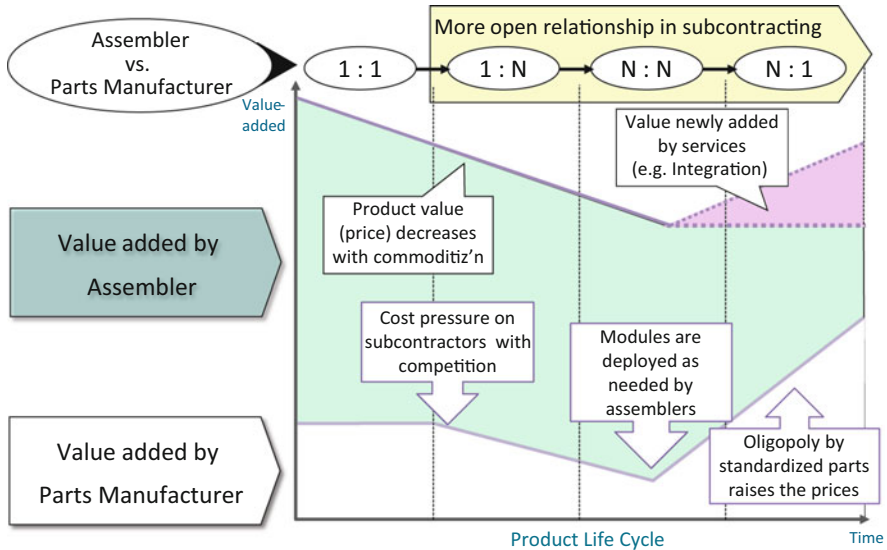 Assembler
vs.
Parts Manufacturer
More open relationship in subcontracting
1 : 1
1 : N
N : N
N : 1
Value-
added
Value newly added
by services
(e.g. Integration)
Product value
(price) decreases
with commoditiz’n
Value added by
Assembler
Cost pressure on
subcontractors with
competition
Modules are
deployed as
needed by
assemblers
Value added by
Parts Manufacturer
Oligopoly by
standardized parts
raises the prices
Product Life Cycle
Time